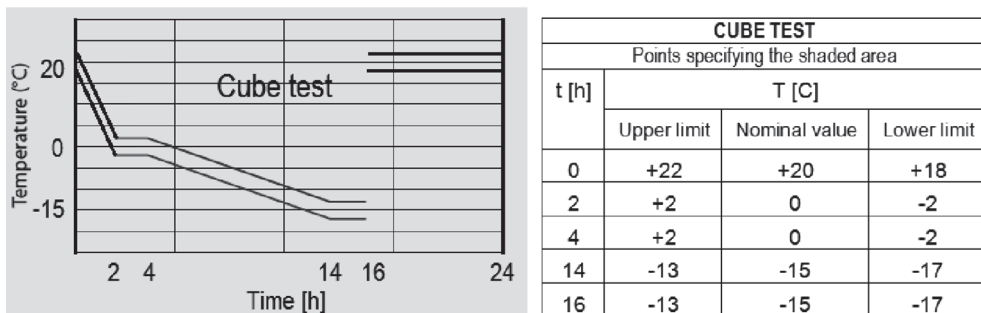 Temperature (°C)
20
0
-15
Cube test
2 4 14 16 24
Time [h]
CUBE TEST
Points specifying the shaded area
t [h] T [C]
Upper limit Nominal value Lower limit
0 +22 +20 +18
2 +2 0 -2
4 +2 0 -2
14 -13 -15 -17
16 -13 -15 -17